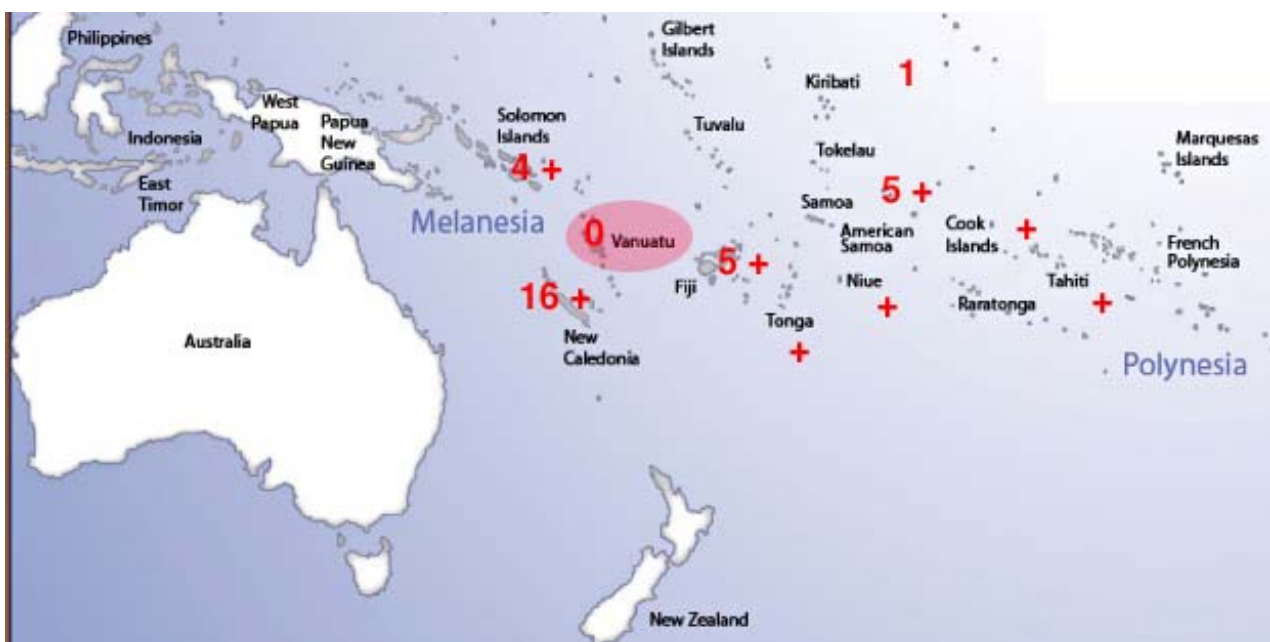 Philippines
Gilbert
Islands
1
Kiribati
West
Papua
Papua
New
Guinea
Solomon
Islands
Indonesia
Tuvalu
Marquesas
Islands
Tokelau
4 +
East
Timor
5 +
Samoa
Melanesia
0 Vanuatu
American
Samoa
Cook
Islands
+
French
Polynesia
5 +
Fiji
Niue
+
Tahiti
+
Raratonga
16 +
Tonga
+
New
Caledonia
Australia
Polynesia
New Zealand